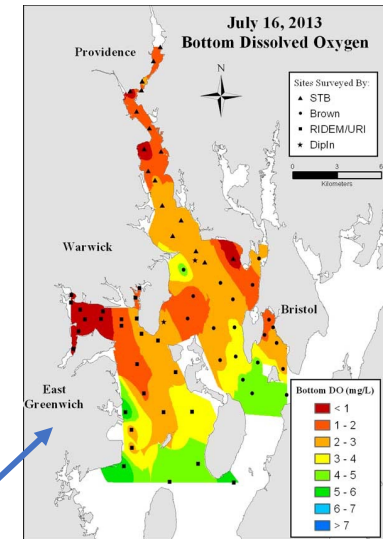 July 16, 2013
Bottom Dissolved Oxygen
Providence
N
Sites Surveyed By:
STB
Brown
RIDEM/URI
DipIn
0 3 6
Kilometers
Warwick
Bristol
East
Greenwich
Bottom DO (mg/L)
< 1
1 - 2
2 - 3
3 - 4
4 - 5
5 - 6
6 - 7
> 7